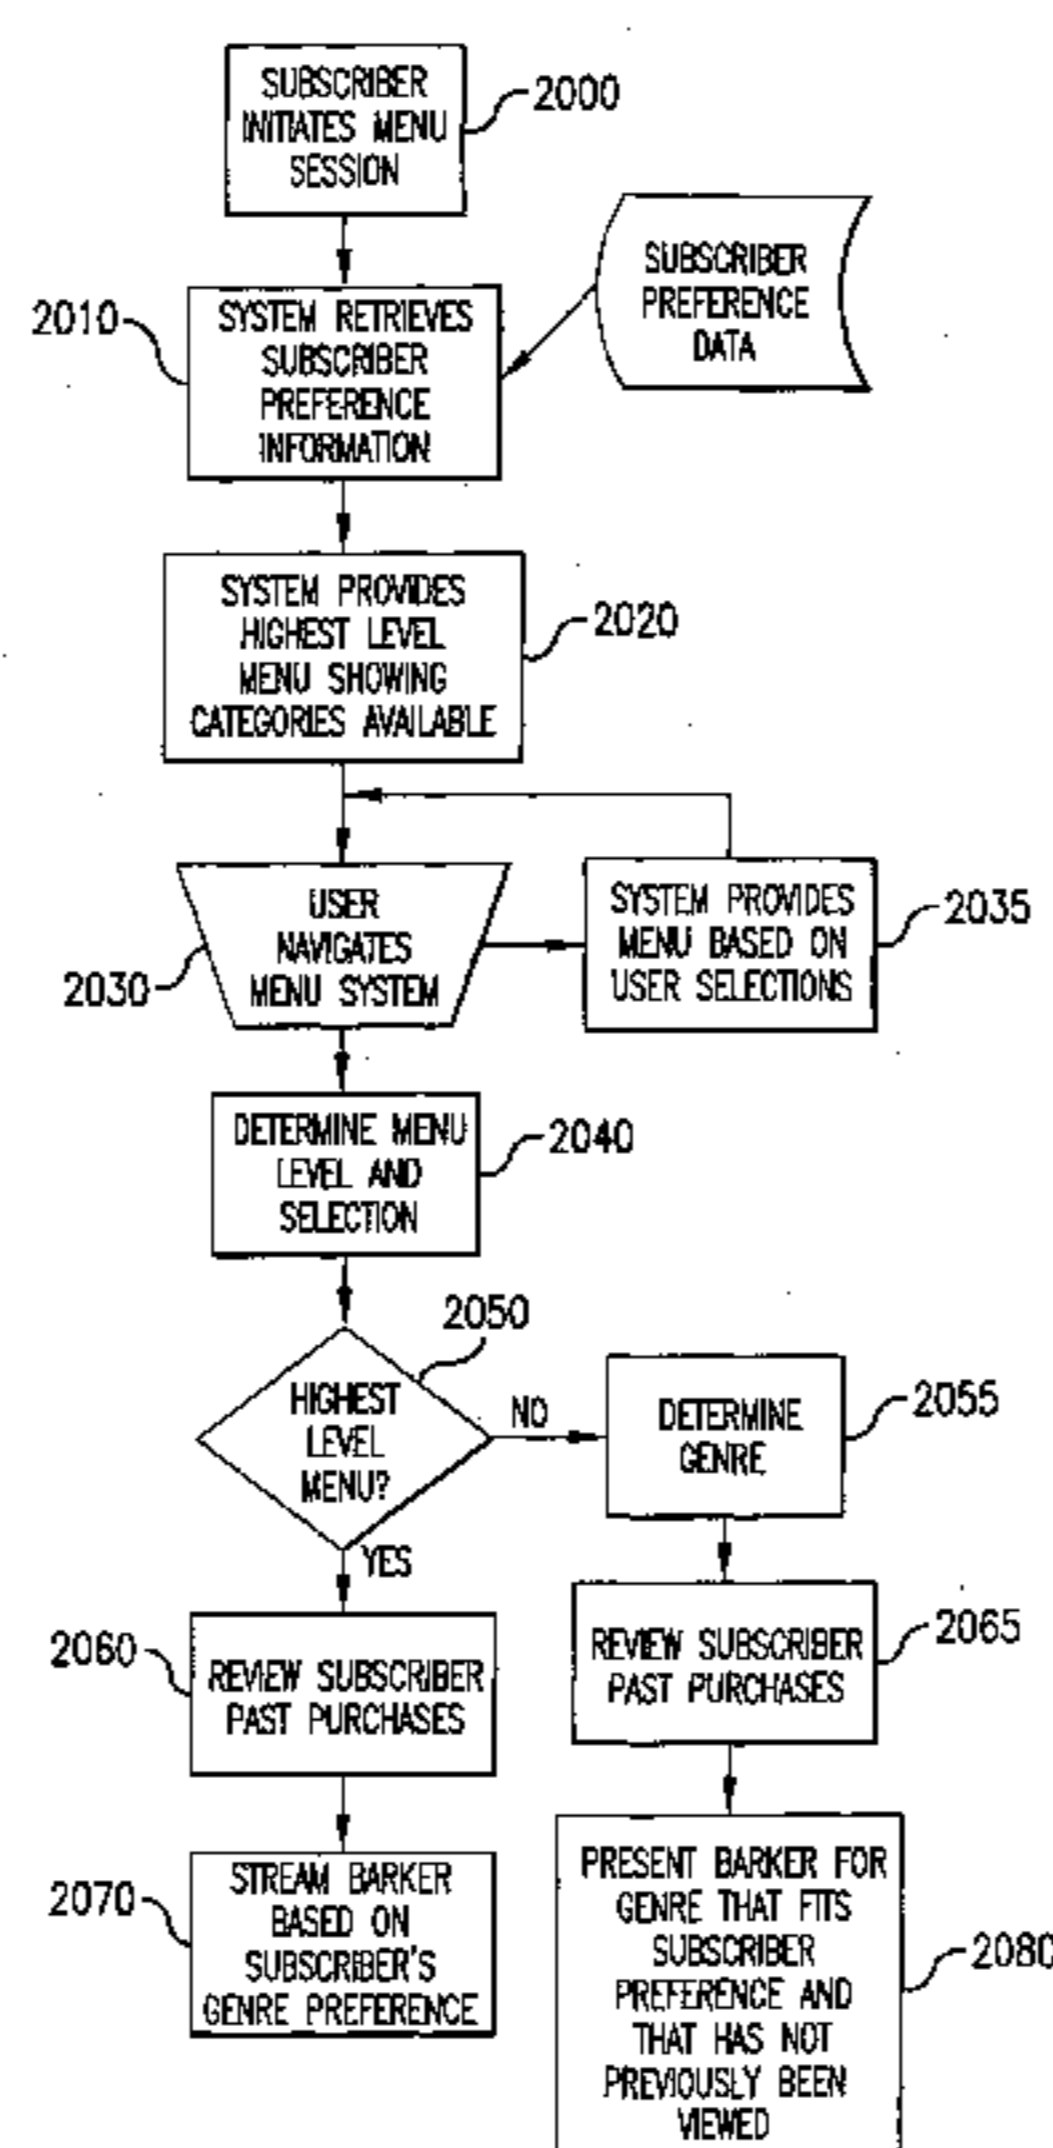 SUBSCRIBER
INITIATES MENU
SESSION
2000
SUBSCRIBER
PREFERENCE
DATA
2010
SYSTEM RETRIEVES
SUBSCRIBER
PREFERENCE
INFORMATION
SYSTEM PROVIDES
HIGHEST LEVEL
MENU SHOWING
CATEGORIES AVAILABLE
2020
USER
NAVIGATES
MENU SYSTEM
2030
SYSTEM PROVIDES
MENU BASED ON
USER SELECTIONS
2035
DETERMINE MENU
LEVEL AND
SELECTION
2040
2050
HIGHEST
LEVEL
MENU?
NO
DETERMINE
GENRE
2055
YES
2060
REVIEW SUBSCRIBER
PAST PURCHASES
REVIEW SUBSCRIBER
PAST PURCHASES
2065
2070
STREAM BARKER
BASED ON
SUBSCRIBER'S
GENRE PREFERENCE
PRESENT BARKER FOR
GENRE THAT FITS
SUBSCRIBER
PREFERENCE AND
THAT HAS NOT
PREVIOUSLY BEEN
VIEWED
2080